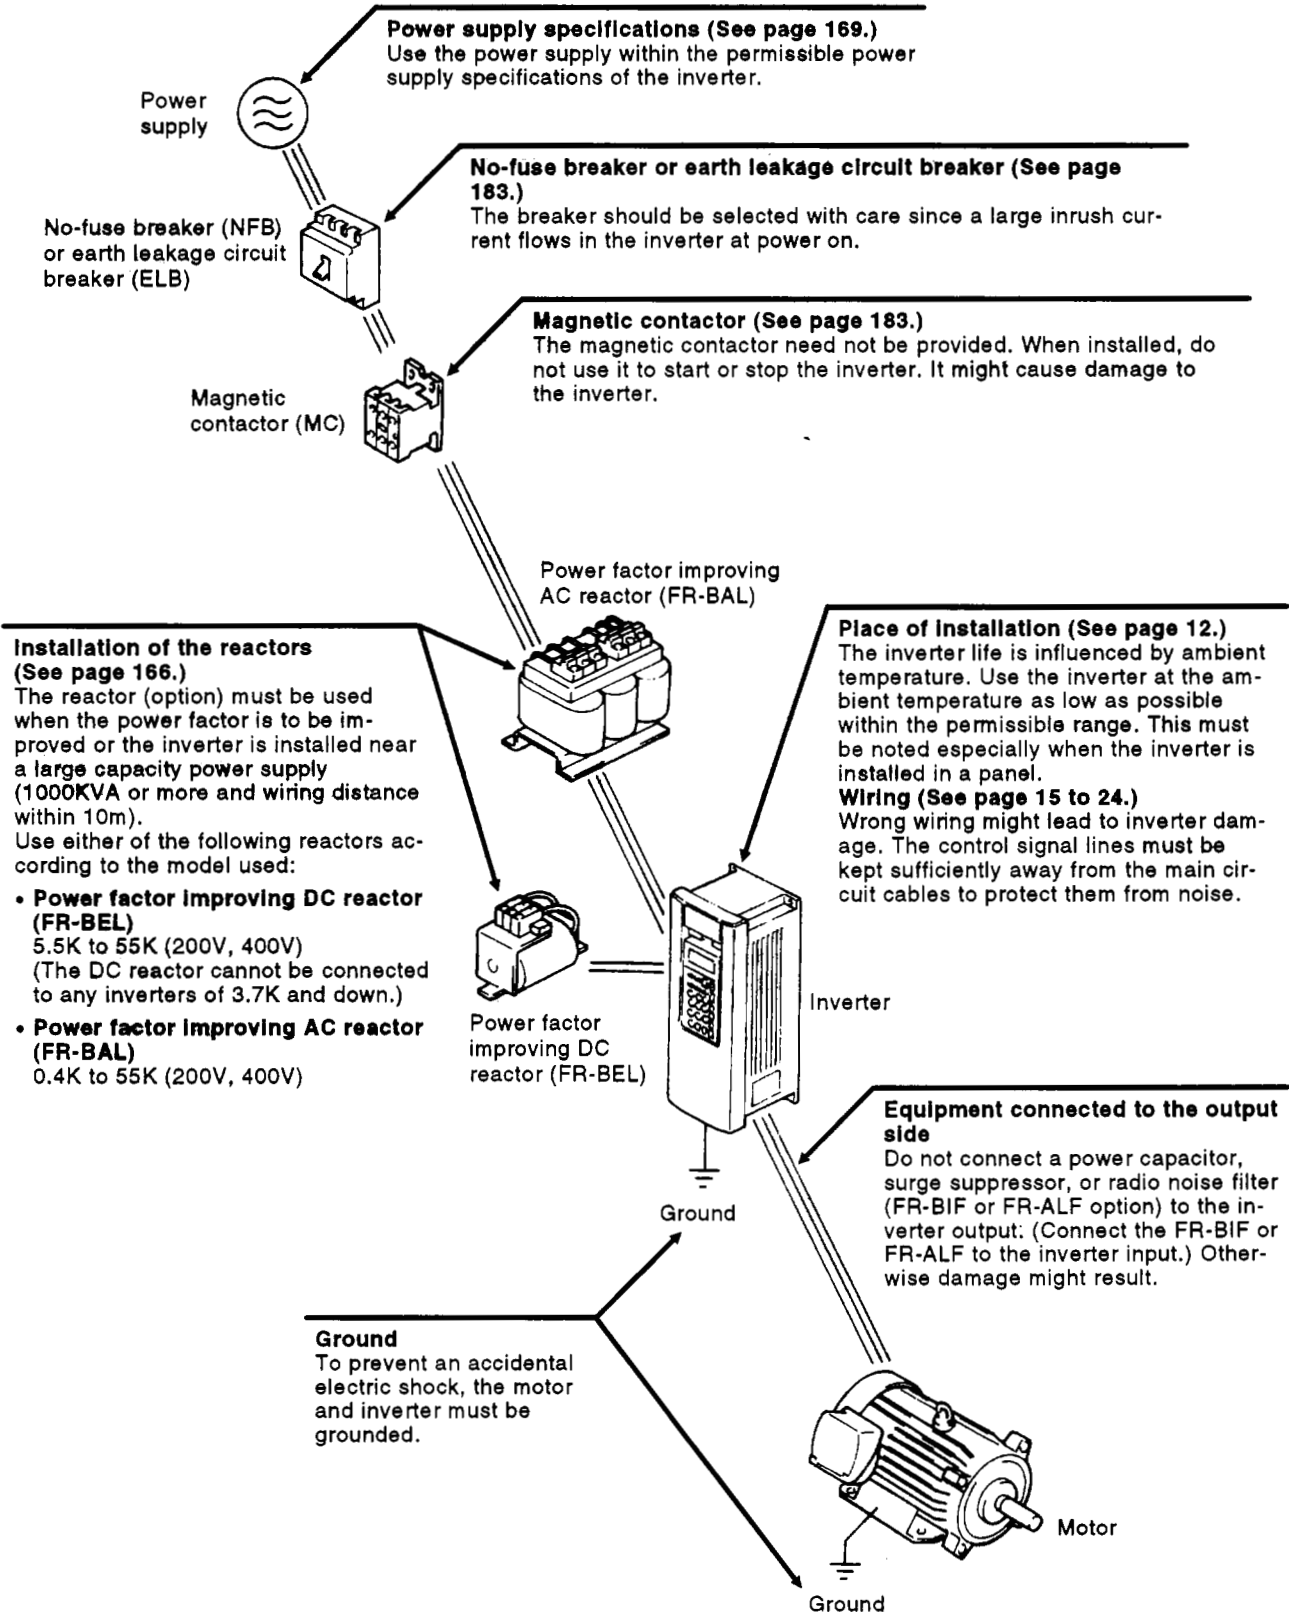 Power supply specifications (See page 169.)
Use the power supply within the permissible power
supply specifications of the inverter.
Power
supply
No-fuse breaker or earth leakage circuit breaker (See page
183.)
The breaker should be selected with care since a large inrush cur-
rent flows in the inverter at power on.
No-fuse breaker (NFB)
or earth leakage circuit
breaker (ELB)
Magnetic contactor (See page 183.)
The magnetic contactor need not be provided. When installed, do
not use it to start or stop the inverter. It might cause damage to
the inverter.
Magnetic
contactor (MC)
Power factor improving
AC reactor (FR-BAL)
Installation of the reactors
(See page 166.)
The reactor (option) must be used
when the power factor is to be im-
proved or the inverter is installed near
a large capacity power supply
(1000KVA or more and wiring distance
within 10m).
Use either of the following reactors ac-
cording to the model used:
• Power factor improving DC reactor
(FR-BEL)
5.5K to 55K (200V, 400V)
(The DC reactor cannot be connected
to any inverters of 3.7K and down.)
• Power factor improving AC reactor
(FR-BAL)
0.4K to 55K (200V, 400V)
Place of installation (See page 12.)
The inverter life is influenced by ambient
temperature. Use the inverter at the am-
bient temperature as low as possible
within the permissible range. This must
be noted especially when the inverter is
installed in a panel.
Wiring (See page 15 to 24.)
Wrong wiring might lead to inverter dam-
age. The control signal lines must be
kept sufficiently away from the main cir-
cuit cables to protect them from noise.
Inverter
Power factor
improving DC
reactor (FR-BEL)
Equipment connected to the output
side
Do not connect a power capacitor,
surge suppressor, or radio noise filter
(FR-BIF or FR-ALF option) to the in-
verter output: (Connect the FR-BIF or
FR-ALF to the inverter input.) Other-
wise damage might result.
Ground
Ground
To prevent an accidental
electric shock, the motor
and inverter must be
grounded.
Motor
Ground